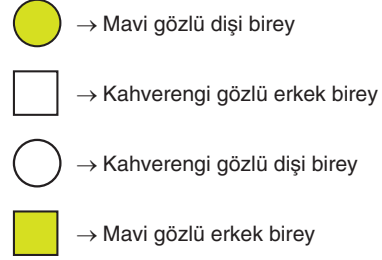 → Mavi gözlü dişi birey
→ Kahverengi gözlü erkek birey
→ Kahverengi gözlü dişi birey
→ Mavi gözlü erkek birey